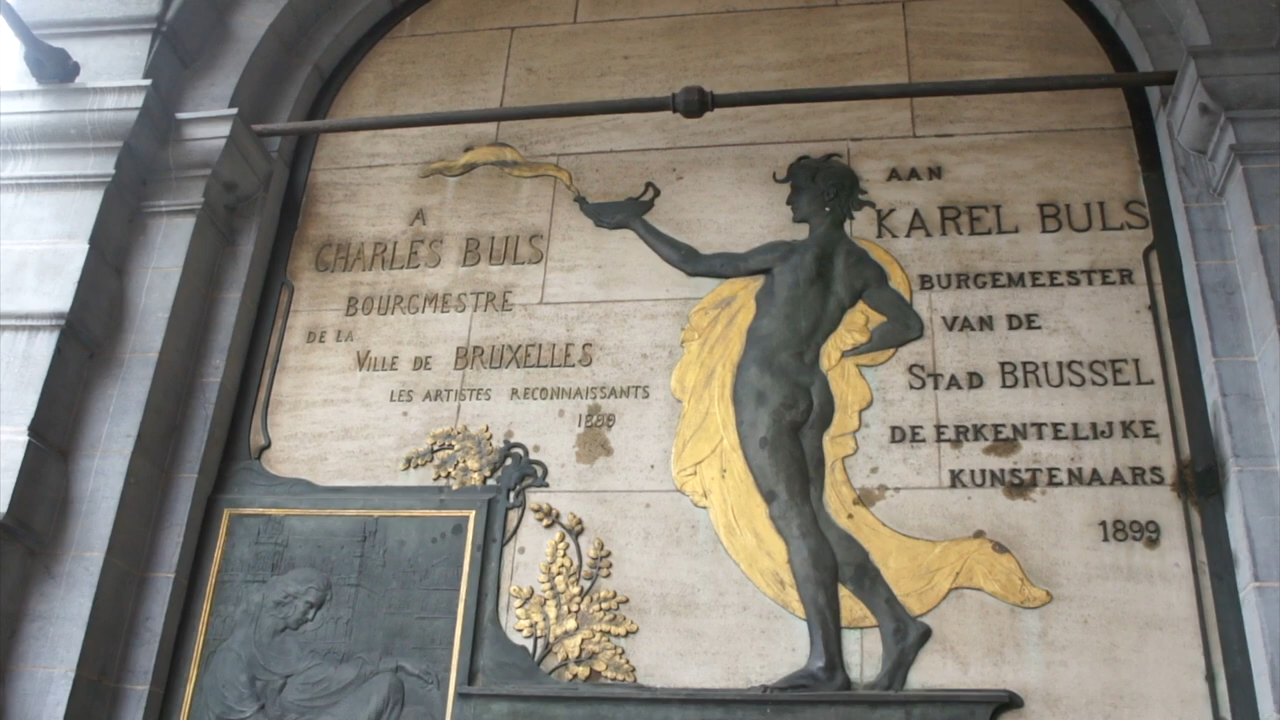 A
CHARLES BULS
BOURGMESTRE
DE LA
VILLE DE BRUXELLES
LES ARTISTES RECONNAISSANTS
1899
AAN
KAREL BULS
BURGEMEESTER
VAN DE
STAD BRUSSEL
DE ERKENTELIJKE
KUNSTENAARS
1899